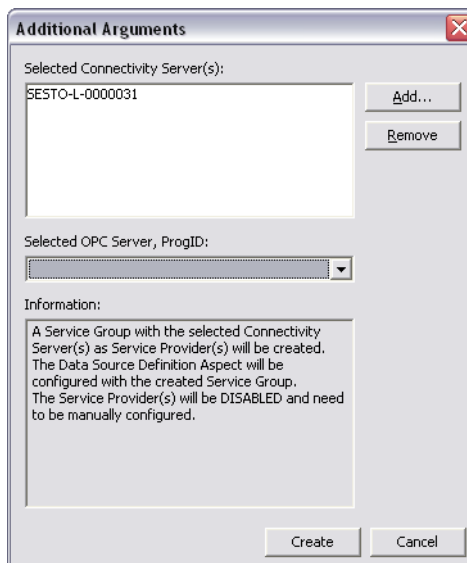 Additional Arguments
Selected Connectivity Server(s):
SESTO-L-0000031
Add...
Remove
Selected OPC Server, ProgID:
Information:
A Service Group with the selected Connectivity
Server(s) as Service Provider(s) will be created.
The Data Source Definition Aspect will be
configured with the created Service Group.
The Service Provider(s) will be DISABLED and need
to be manually configured.
Create
Cancel